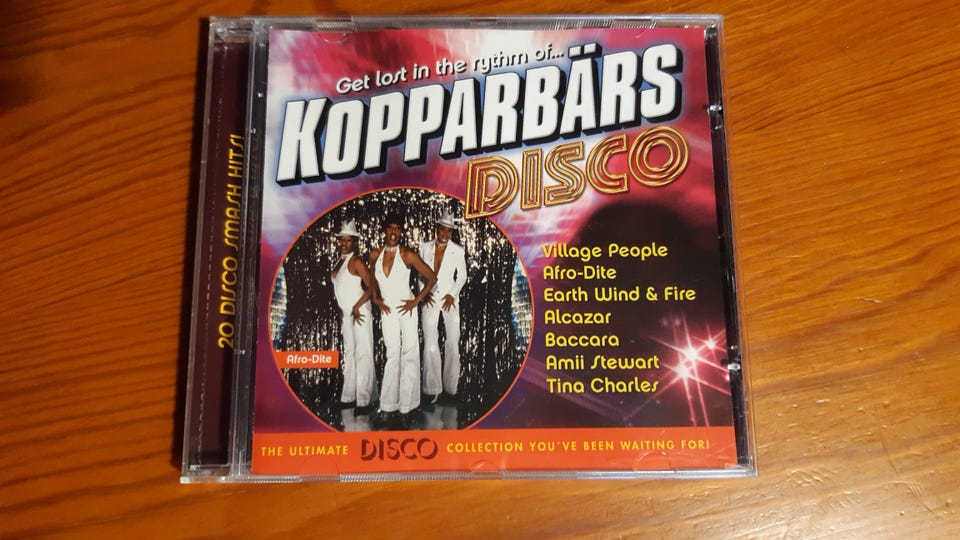 20 DISCO SMASH HITS!
Get lost in the rythm of...
KOPPARBÄRS
DISCO
Village People
Afro-Dite
Earth Wind & Fire
Alcazar
Baccara
Amii Stewart
Tina Charles
Afro-Dite
THE ULTIMATE DISCO COLLECTION YOU'VE BEEN WAITING FOR!